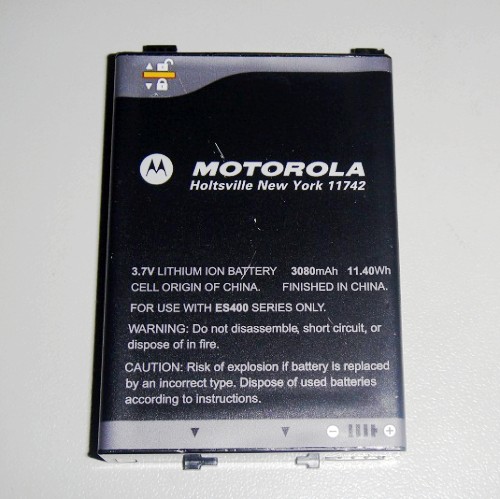 MOTOROLA
Holtsville New York 11742
3.7V LITHIUM ION BATTERY 3080mAh 11.40Wh
CELL ORIGIN OF CHINA. FINISHED IN CHINA.
FOR USE WITH ES400 SERIES ONLY.
WARNING: Do not disassemble, short circuit, or
dispose of in fire.
CAUTION: Risk of explosion if battery is replaced
by an incorrect type. Dispose of used batteries
according to instructions.